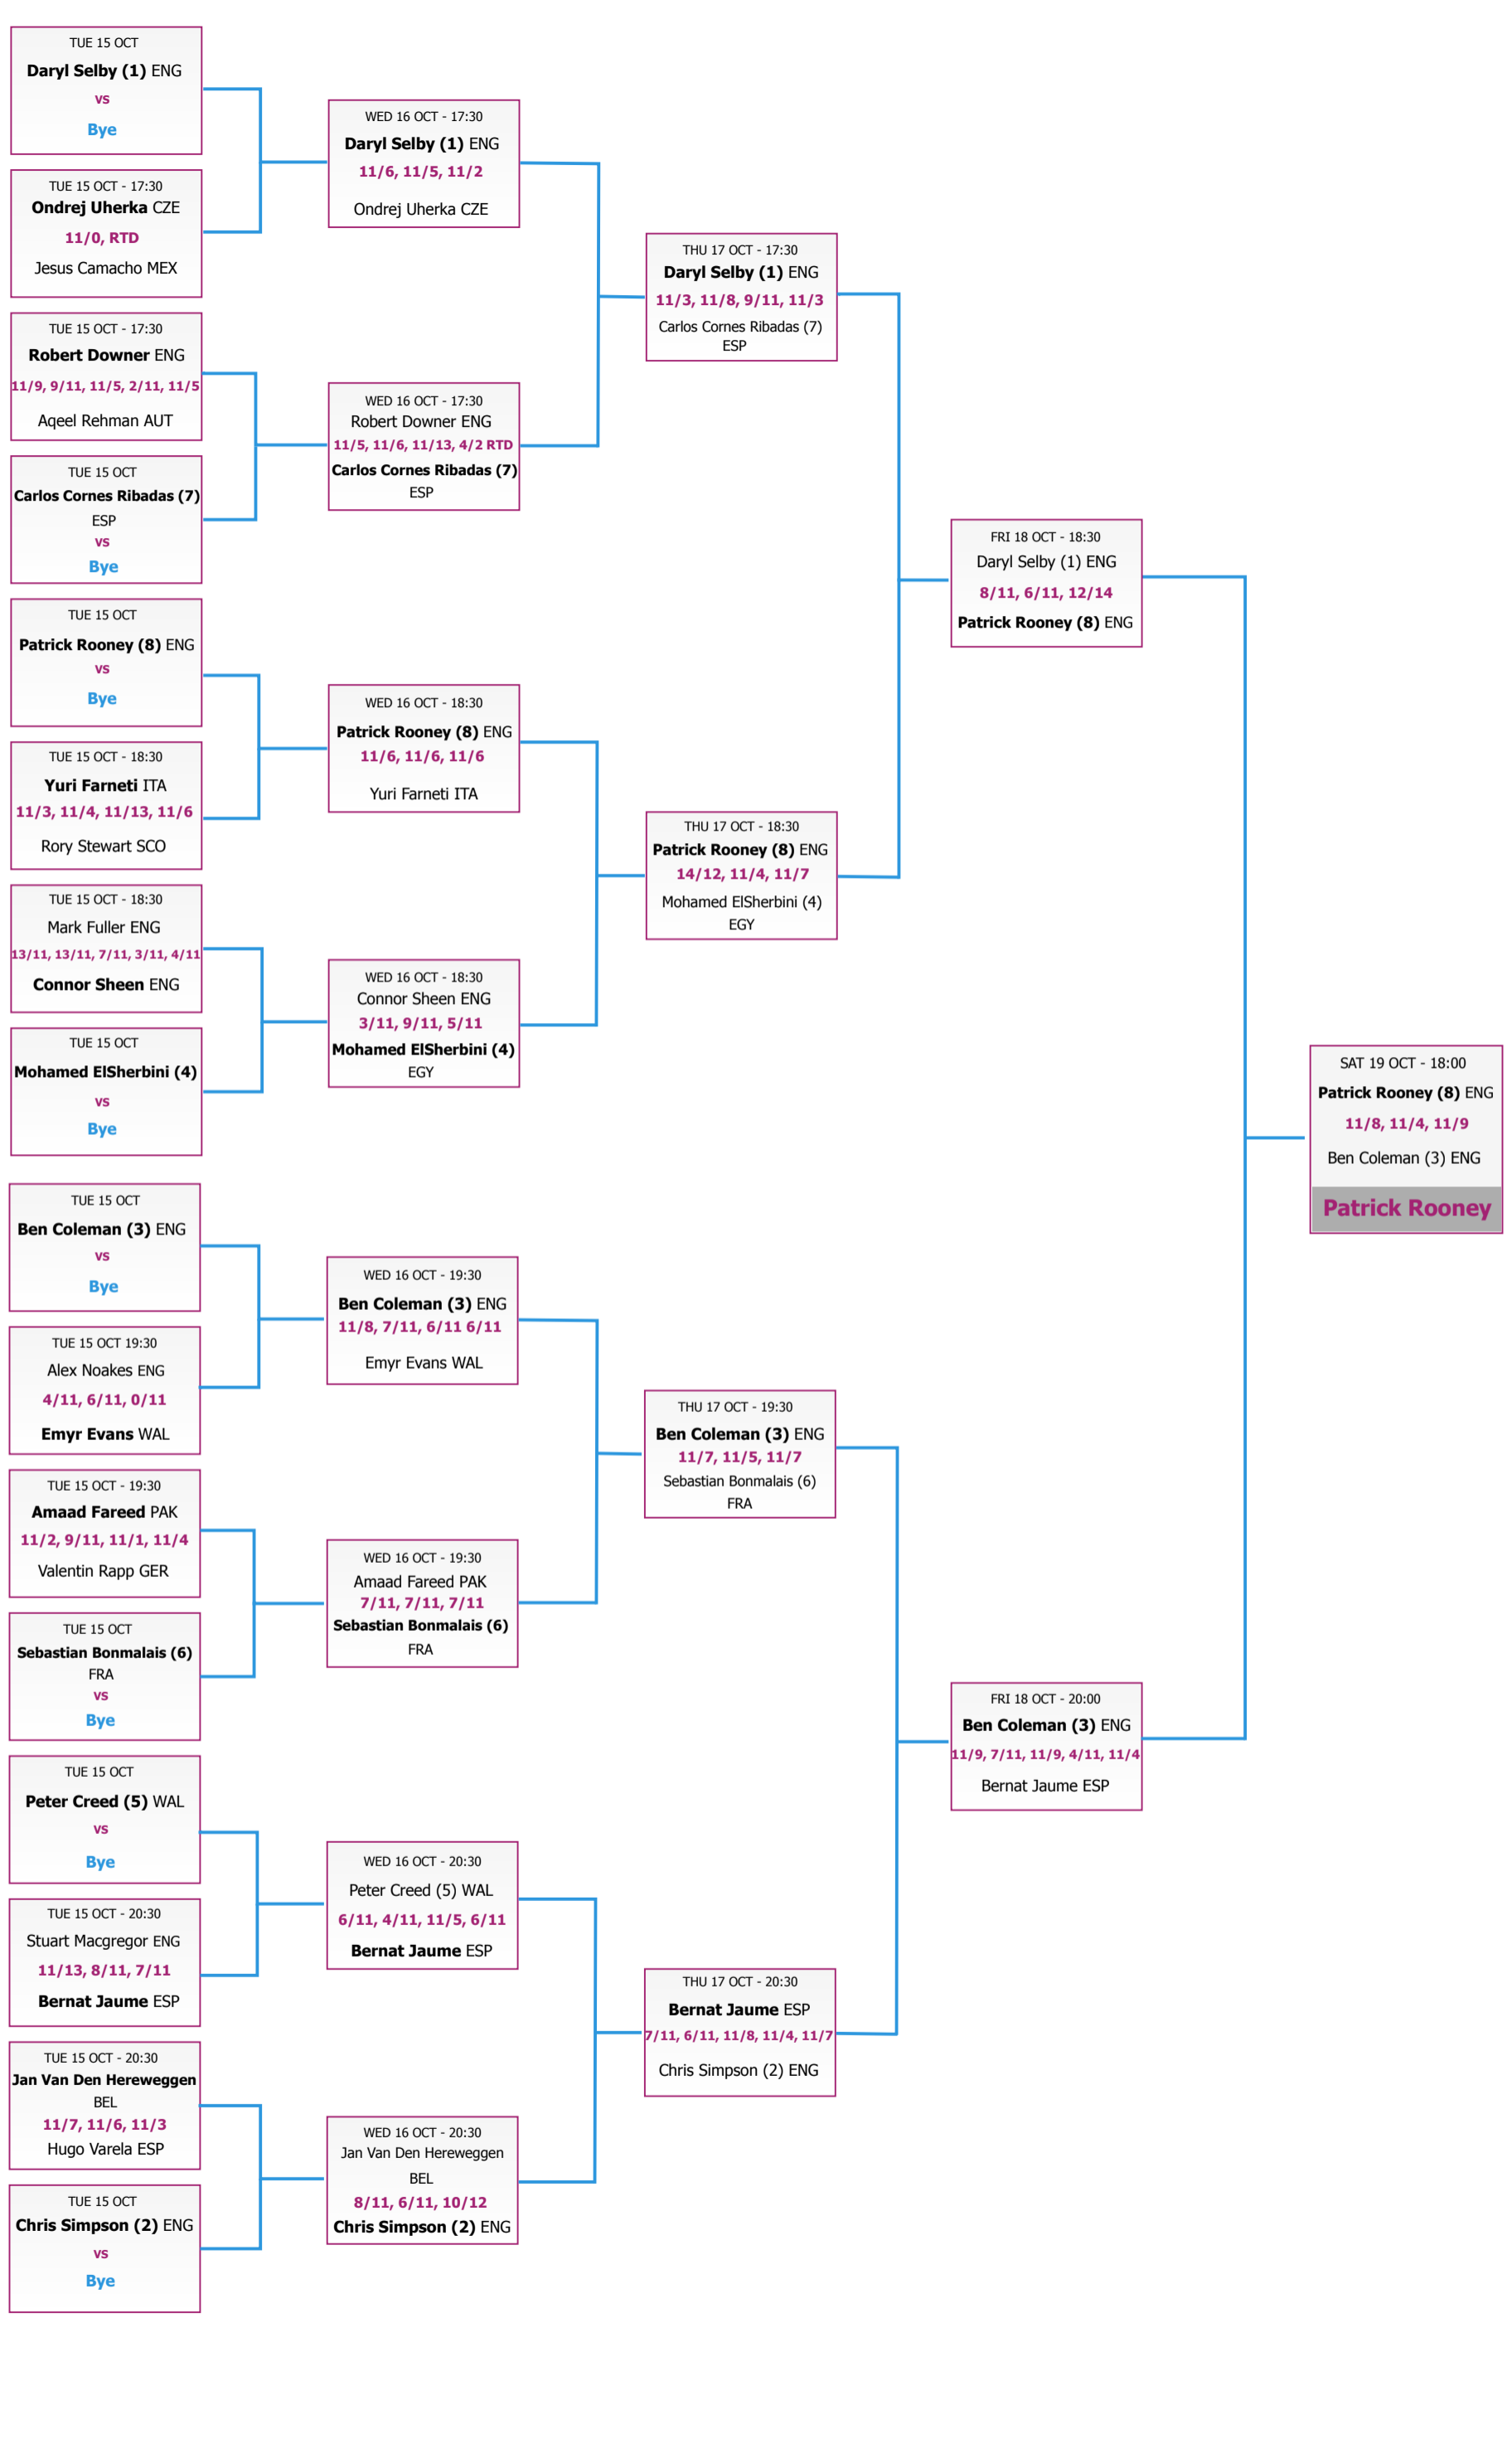 TUE 15 OCT
Daryl Selby (1) ENG
vs
Bye
TUE 15 OCT - 17:30
Ondrej Uherka CZE
11/0, RTD
Jesus Camacho MEX
TUE 15 OCT - 17:30
Robert Downer ENG
11/9, 9/11, 11/5, 2/11, 11/5
Aqeel Rehman AUT
TUE 15 OCT
Carlos Cornes Ribadas (7)
ESP
vs
Bye
TUE 15 OCT
Patrick Rooney (8) ENG
vs
Bye
TUE 15 OCT - 18:30
Yuri Farneti ITA
11/3, 11/4, 11/13, 11/6
Rory Stewart SCO
TUE 15 OCT - 18:30
Mark Fuller ENG
13/11, 13/11, 7/11, 3/11, 4/11
Connor Sheen ENG
TUE 15 OCT
Mohamed ElSherbini (4)
vs
Bye
TUE 15 OCT
Ben Coleman (3) ENG
vs
Bye
TUE 15 OCT 19:30
Alex Noakes ENG
4/11, 6/11, 0/11
Emyr Evans WAL
TUE 15 OCT - 19:30
Amaad Fareed PAK
11/2, 9/11, 11/1, 11/4
Valentin Rapp GER
TUE 15 OCT
Sebastian Bonmalais (6)
FRA
vs
Bye
TUE 15 OCT
Peter Creed (5) WAL
vs
Bye
TUE 15 OCT - 20:30
Stuart Macgregor ENG
11/13, 8/11, 7/11
Bernat Jaume ESP
TUE 15 OCT - 20:30
Jan Van Den Hereweggen
BEL
11/7, 11/6, 11/3
Hugo Varela ESP
TUE 15 OCT
Chris Simpson (2) ENG
vs
Bye
WED 16 OCT - 17:30
Daryl Selby (1) ENG
11/6, 11/5, 11/2
Ondrej Uherka CZE
WED 16 OCT - 17:30
Robert Downer ENG
11/5, 11/6, 11/13, 4/2 RTD
Carlos Cornes Ribadas (7)
ESP
WED 16 OCT - 18:30
Patrick Rooney (8) ENG
11/6, 11/6, 11/6
Yuri Farneti ITA
WED 16 OCT - 18:30
Connor Sheen ENG
3/11, 9/11, 5/11
Mohamed ElSherbini (4)
EGY
WED 16 OCT - 19:30
Ben Coleman (3) ENG
11/8, 7/11, 6/11 6/11
Emyr Evans WAL
WED 16 OCT - 19:30
Amaad Fareed PAK
7/11, 7/11, 7/11
Sebastian Bonmalais (6)
FRA
WED 16 OCT - 20:30
Peter Creed (5) WAL
6/11, 4/11, 11/5, 6/11
Bernat Jaume ESP
WED 16 OCT - 20:30
Jan Van Den Hereweggen
BEL
8/11, 6/11, 10/12
Chris Simpson (2) ENG
THU 17 OCT - 17:30
Daryl Selby (1) ENG
11/3, 11/8, 9/11, 11/3
Carlos Cornes Ribadas (7)
ESP
THU 17 OCT - 18:30
Patrick Rooney (8) ENG
14/12, 11/4, 11/7
Mohamed ElSherbini (4)
EGY
THU 17 OCT - 19:30
Ben Coleman (3) ENG
11/7, 11/5, 11/7
Sebastian Bonmalais (6)
FRA
THU 17 OCT - 20:30
Bernat Jaume ESP
7/11, 6/11, 11/8, 11/4, 11/7
Chris Simpson (2) ENG
FRI 18 OCT - 18:30
Daryl Selby (1) ENG
8/11, 6/11, 12/14
Patrick Rooney (8) ENG
FRI 18 OCT - 20:00
Ben Coleman (3) ENG
11/9, 7/11, 11/9, 4/11, 11/4
Bernat Jaume ESP
SAT 19 OCT - 18:00
Patrick Rooney (8) ENG
11/8, 11/4, 11/9
Ben Coleman (3) ENG
Patrick Rooney